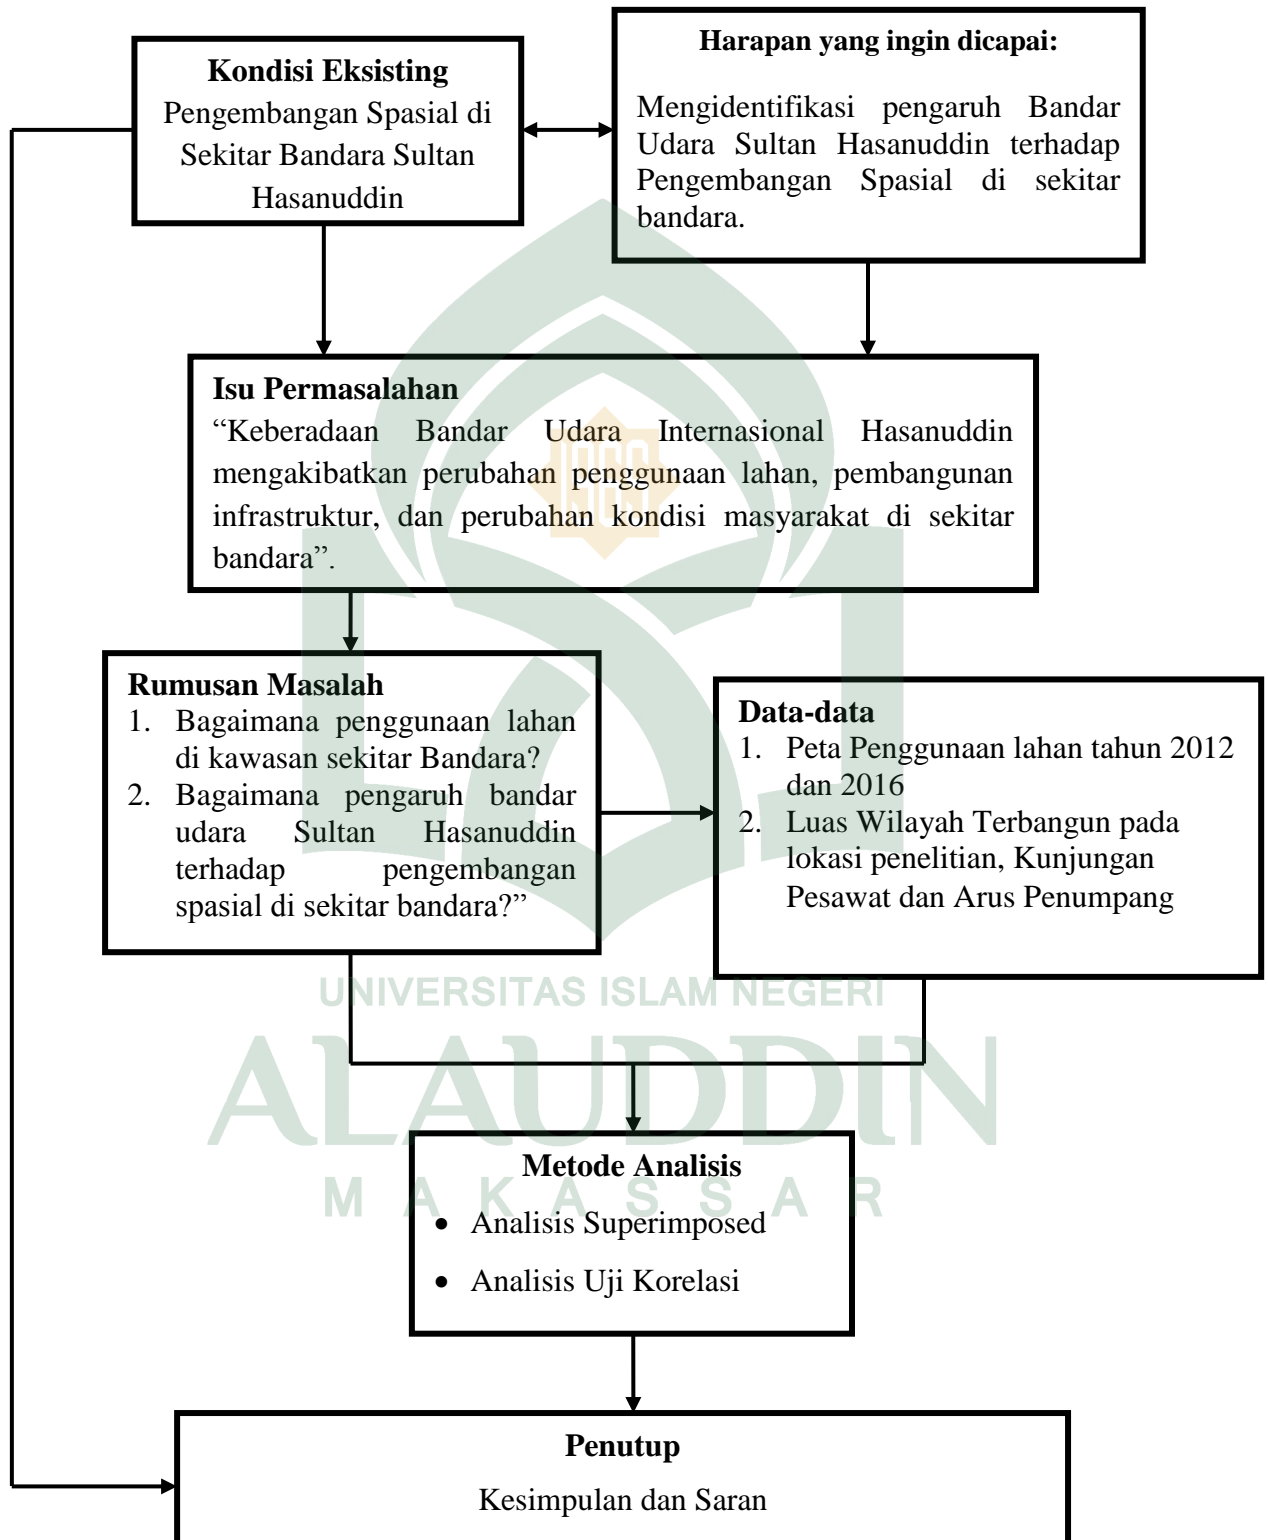 Kondisi Eksisting
Pengembangan Spasial di
Sekitar Bandara Sultan
Hasanuddin
Harapan yang ingin dicapai:
Mengidentifikasi pengaruh Bandar
Udara Sultan Hasanuddin terhadap
Pengembangan Spasial di sekitar
bandara.
Isu Permasalahan
“Keberadaan Bandar Udara Internasional Hasanuddin
mengakibatkan perubahan penggunaan lahan, pembangunan
infrastruktur, dan perubahan kondisi masyarakat di sekitar
bandara”.
Rumusan Masalah
1. Bagaimana penggunaan lahan
di kawasan sekitar Bandara?
2. Bagaimana pengaruh bandar
udara Sultan Hasanuddin
terhadap pengembangan
spasial di sekitar bandara?”
Data-data
1. Peta Penggunaan lahan tahun 2012
dan 2016
2. Luas Wilayah Terbangun pada
lokasi penelitian, Kunjungan
Pesawat dan Arus Penumpang
UNIVERSITAS ISLAM NEGERI
ALAUDDIN
MAKASSAR
Metode Analisis
• Analisis Superimposed
• Analisis Uji Korelasi
Penutup
Kesimpulan dan Saran